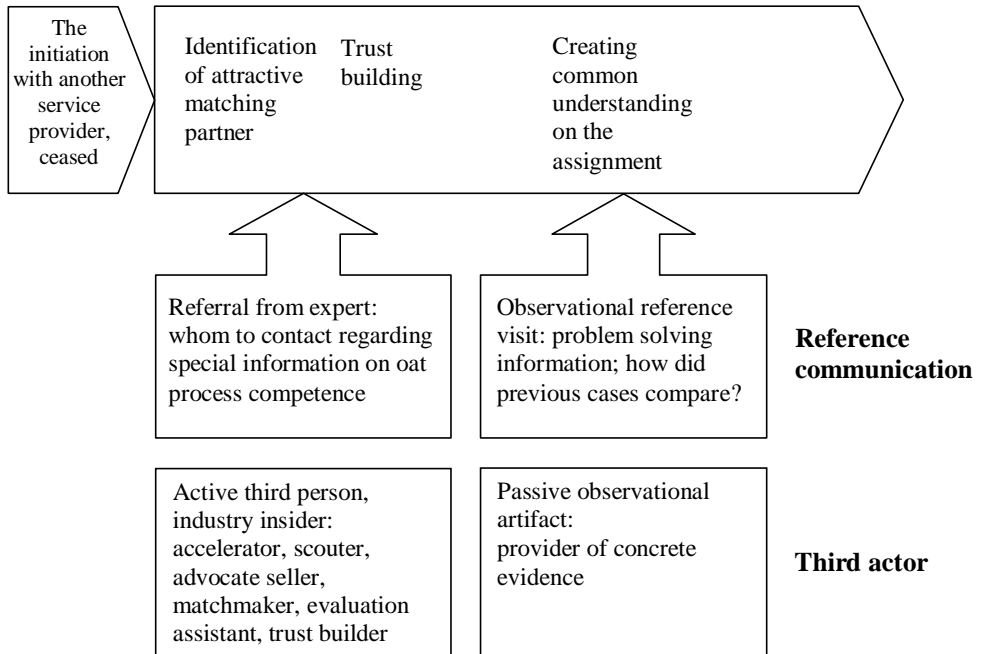 The
initiation
with another
service
provider,
ceased
Identification
of attractive
matching
partner
Trust
building
Creating
common
understanding
on the
assignment
Referral from expert:
whom to contact regarding
special information on oat
process competence
Observational reference
visit: problem solving
information; how did
previous cases compare?
Reference
communication
Active third person,
industry insider:
accelerator, scouter,
advocate seller,
matchmaker, evaluation
assistant, trust builder
Passive observational
artifact:
provider of concrete
evidence
Third actor